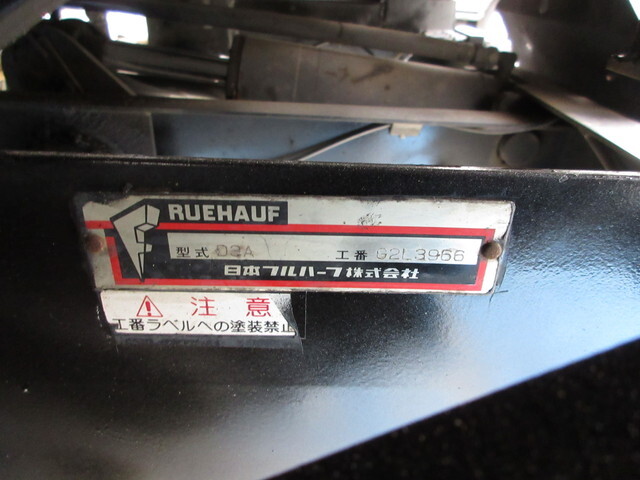 RUEHAUF
型式 D2A 工番 G2L3966
日本フルハーフ株式会社
注意
工番ラベルへの塗装禁止